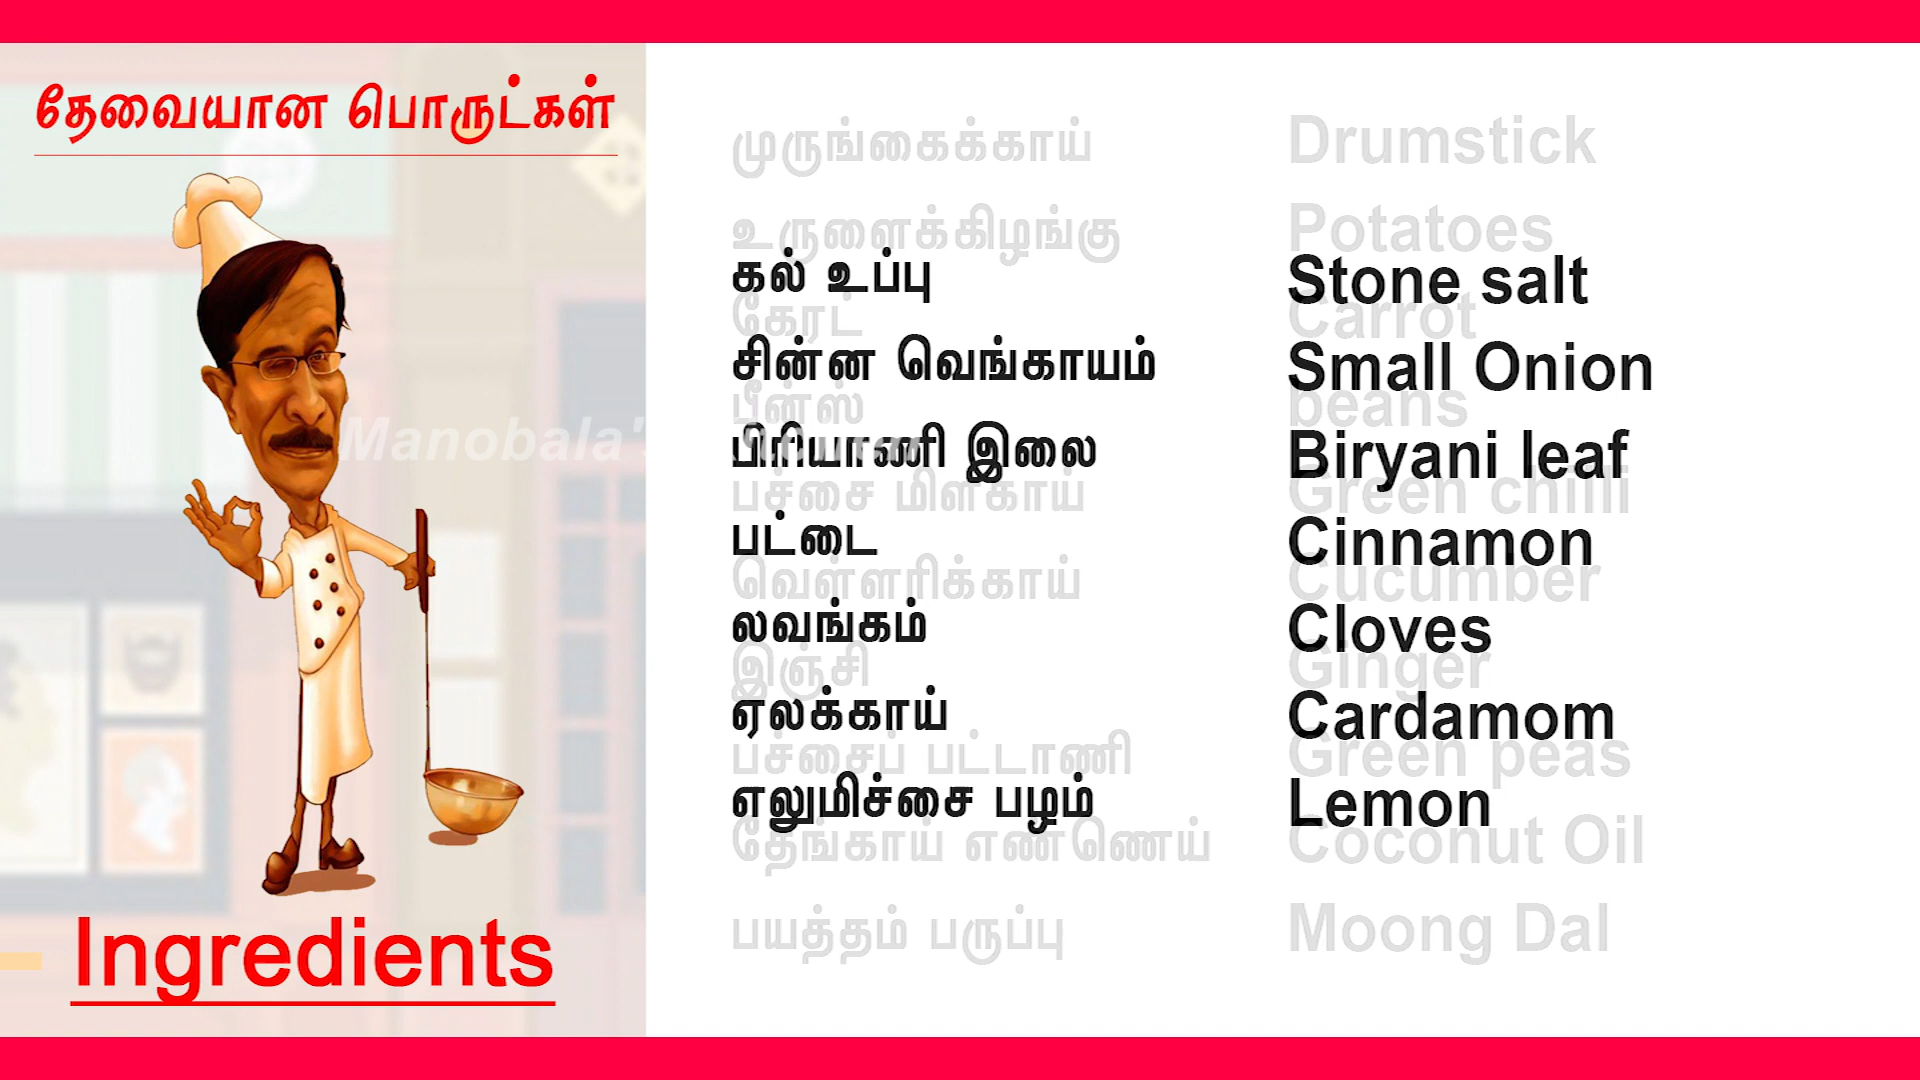 தேவையான பொருட்கள்
முருங்கைக்காய் Drumstick
உருளைக்கிழங்கு Potatoes
கல் உப்பு Stone salt
கேரட் Carrot
சின்ன வெங்காயம் Small Onion
பீன்ஸ் beans
Manobala's
பிரியாணி இலை Biryani leaf
பச்சை மிளகாய் Green chilli
பட்டை Cinnamon
வெள்ளரிக்காய் Cucumber
லவங்கம் Cloves
இஞ்சி Ginger
ஏலக்காய் Cardamom
பச்சைப் பட்டாணி Green peas
எலுமிச்சை பழம் Lemon
தேங்காய் எண்ணெய் Coconut Oil
பயத்தம் பருப்பு Moong Dal
Ingredients